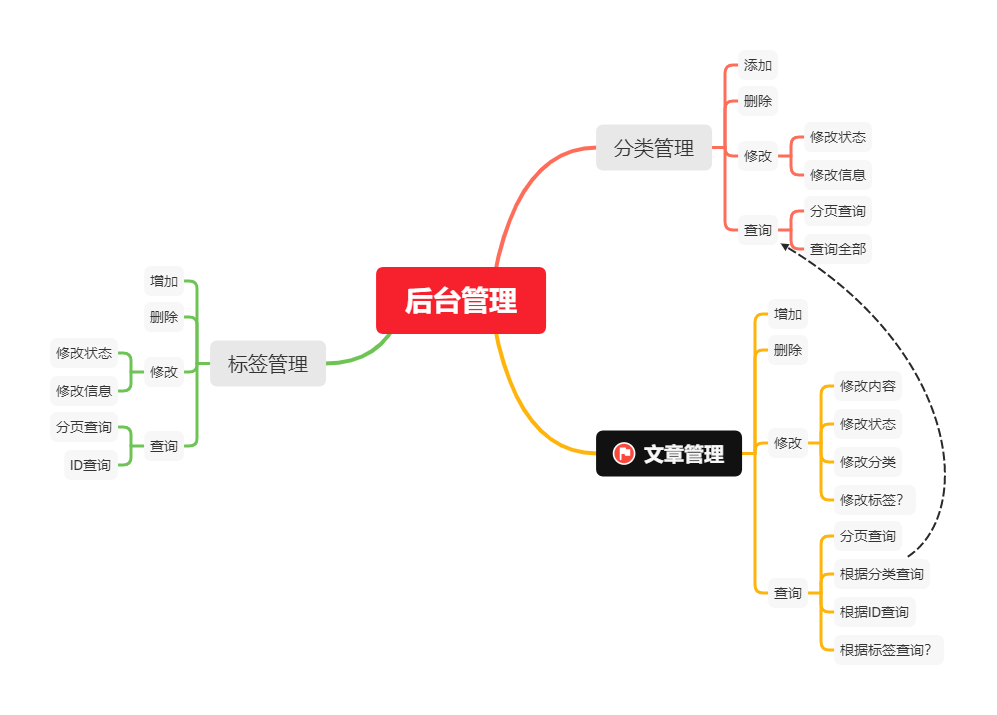 后台管理
分类管理
添加
删除
修改
修改状态
修改信息
查询
分页查询
查询全部
文章管理
增加
删除
修改
修改内容
修改状态
修改分类
修改标签？
查询
分页查询
根据分类查询
根据ID查询
根据标签查询？
标签管理
增加
删除
修改
修改状态
修改信息
查询
分页查询
ID查询